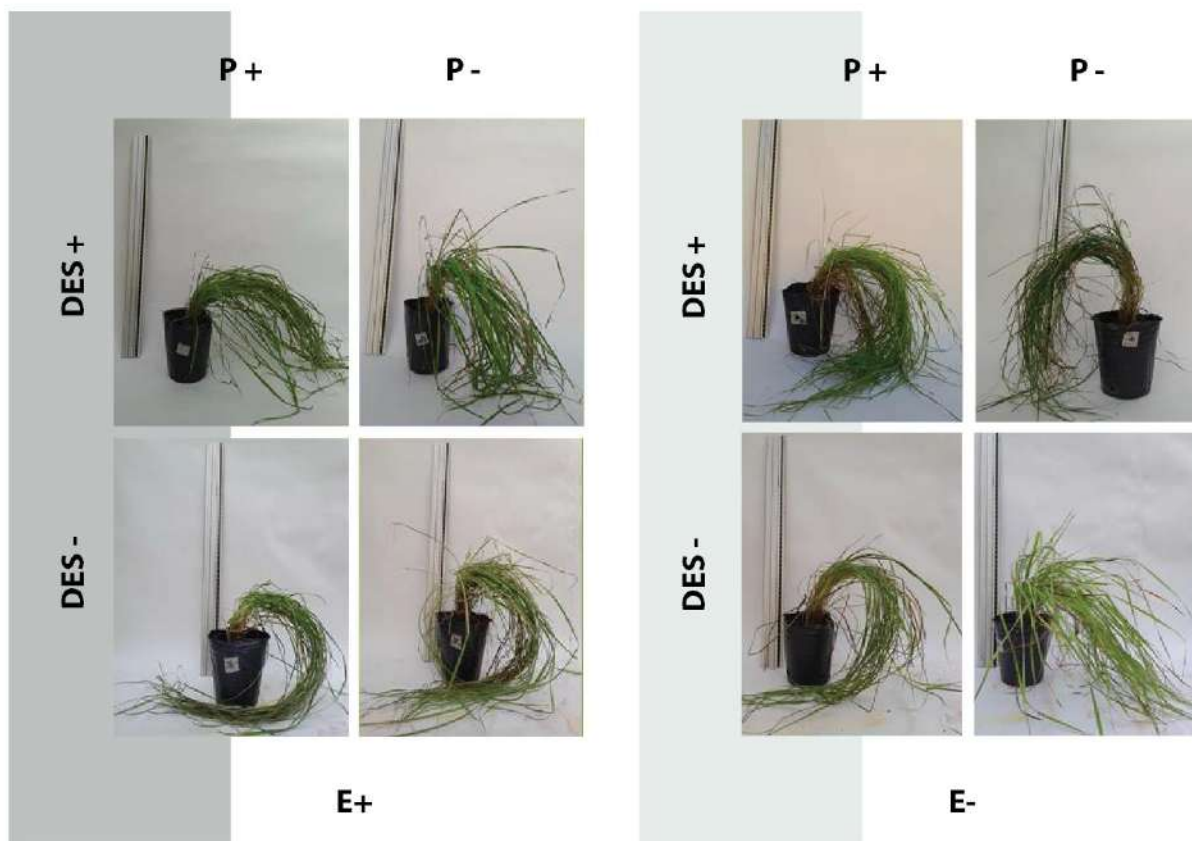 P + P -
DES +
DES -
E+
P + P -
DES +
DES -
E-